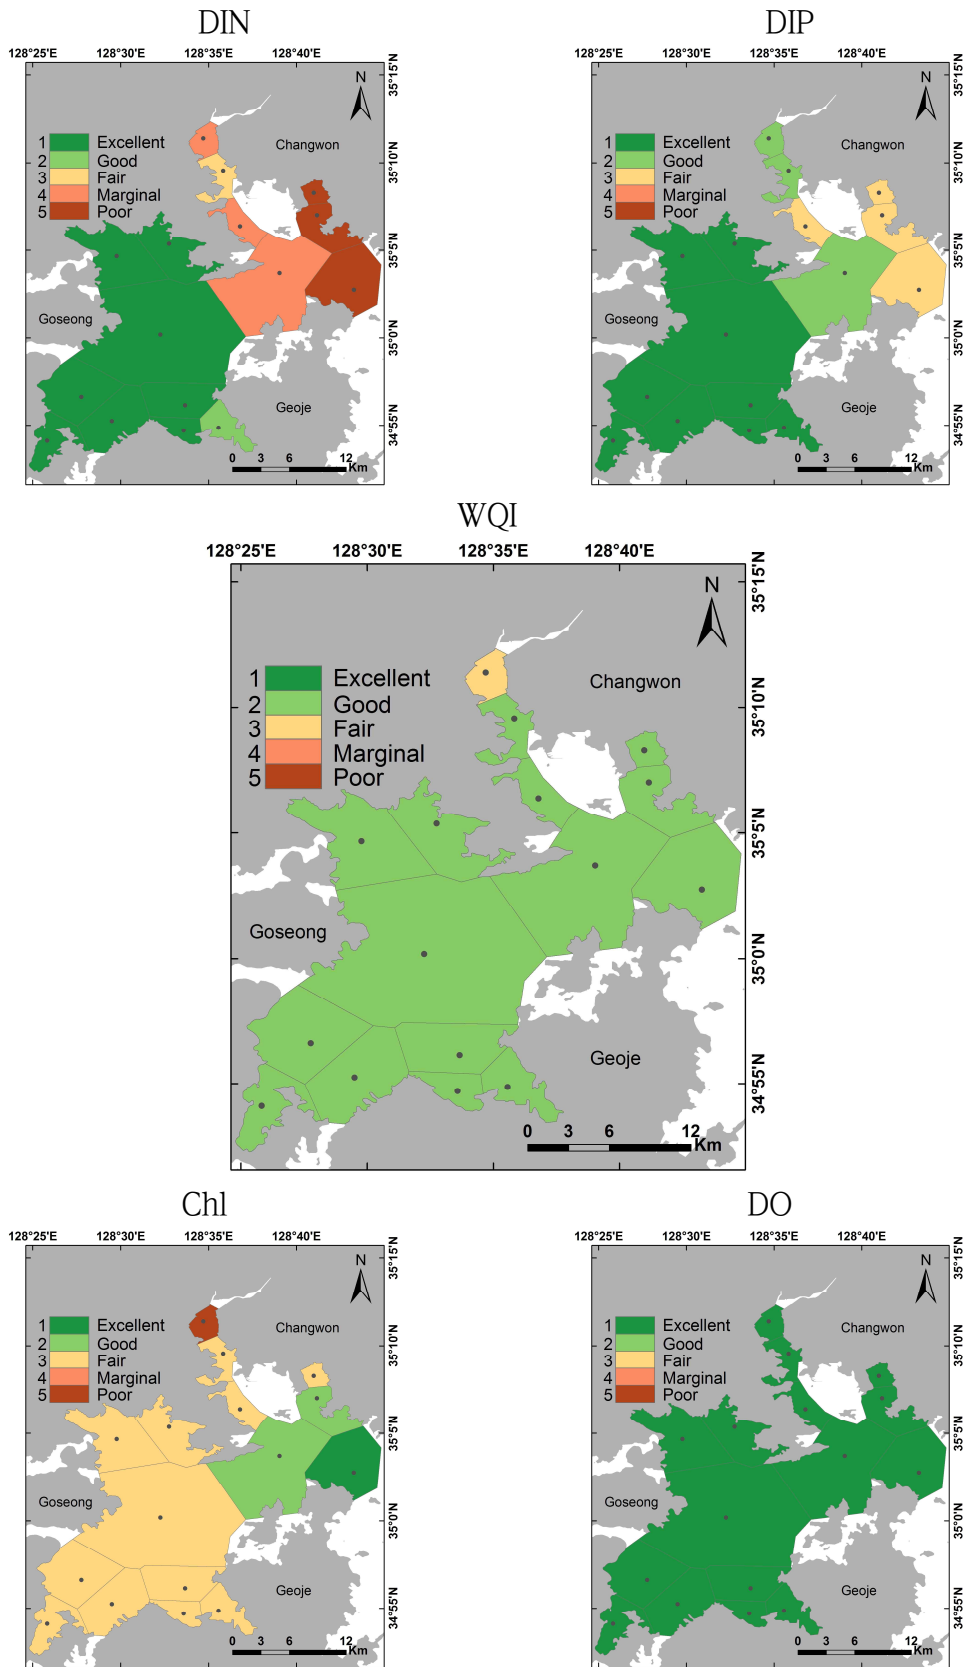 DIN
128°25'E 128°30'E 128°35'E 128°40'E
35°15'N
N
Changwon
1 Excellent
2 Good
3 Fair
4 Marginal
5 Poor
35°10'N
35°5'N
Goseong
35°0'N
Geoje
34°55'N
0 3 6 12
Km
DIP
128°25'E 128°30'E 128°35'E 128°40'E
35°15'N
N
Changwon
1 Excellent
2 Good
3 Fair
4 Marginal
5 Poor
35°10'N
35°5'N
Goseong
35°0'N
Geoje
34°55'N
0 3 6 12
Km
WQI
128°25'E 128°30'E 128°35'E 128°40'E
35°15'N
N
Changwon
1 Excellent
2 Good
3 Fair
4 Marginal
5 Poor
35°10'N
35°5'N
Goseong
35°0'N
Geoje
34°55'N
0 3 6 12
Km
Chl
128°25'E 128°30'E 128°35'E 128°40'E
35°15'N
N
Changwon
1 Excellent
2 Good
3 Fair
4 Marginal
5 Poor
35°10'N
35°5'N
Goseong
35°0'N
Geoje
34°55'N
0 3 6 12
Km
DO
128°25'E 128°30'E 128°35'E 128°40'E
35°15'N
N
Changwon
1 Excellent
2 Good
3 Fair
4 Marginal
5 Poor
35°10'N
35°5'N
Goseong
35°0'N
Geoje
34°55'N
0 3 6 12
Km